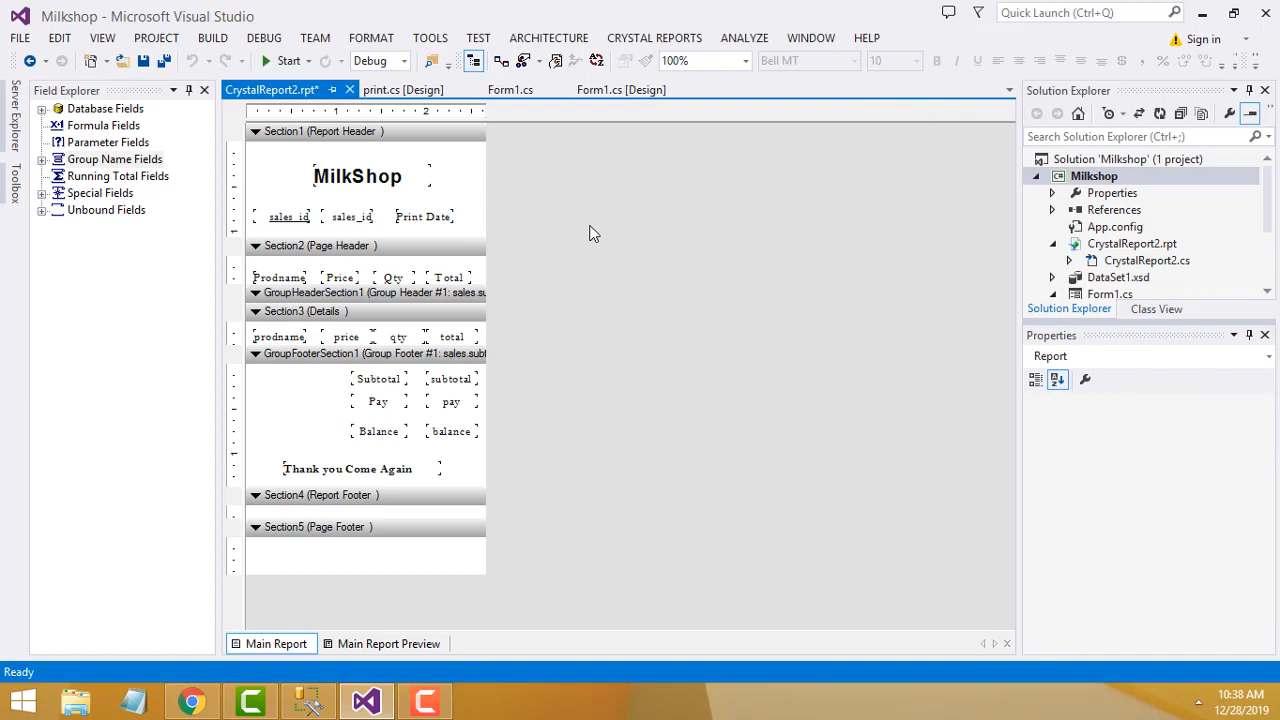 Milkshop - Microsoft Visual Studio
Quick Launch (Ctrl+Q)
FILE EDIT VIEW PROJECT BUILD DEBUG TEAM FORMAT TOOLS TEST ARCHITECTURE CRYSTAL REPORTS ANALYZE WINDOW HELP
Sign in
Start Debug 100% Bell MT 10
Server Explorer
Toolbox
Field Explorer
Database Fields
Formula Fields
Parameter Fields
Group Name Fields
Running Total Fields
Special Fields
Unbound Fields
CrystalReport2.rpt* print.cs [Design] Form1.cs Form1.cs [Design]
1 2
Section1 (Report Header )
MilkShop
sales_id sales_id Print Date
Section2 (Page Header )
Prodname Price Qty Total
GroupHeaderSection1 (Group Header #1: sales.su
Section3 (Details )
prodname price qty total
GroupFooterSection1 (Group Footer #1: sales.subt
Subtotal subtotal
Pay pay
Balance balance
Thank you Come Again
Section4 (Report Footer )
Section5 (Page Footer )
Main Report Main Report Preview
Solution Explorer
Search Solution Explorer (Ctrl+;)
Solution 'Milkshop' (1 project)
Milkshop
Properties
References
App.config
CrystalReport2.rpt
CrystalReport2.cs
DataSet1.xsd
Form1.cs
Solution Explorer Class View
Properties
Report
Ready
10:38 AM
12/28/2019